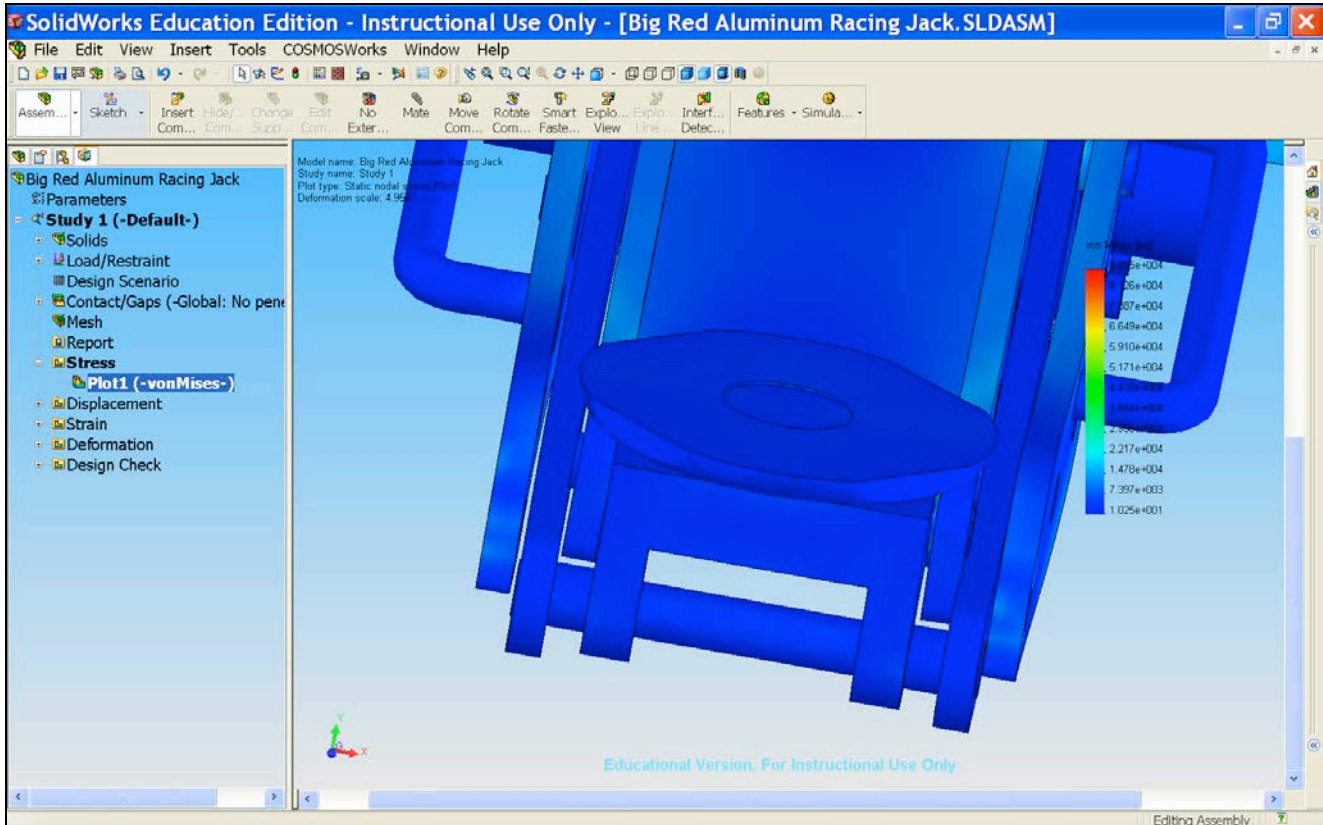 SolidWorks Education Edition - Instructional Use Only - [Big Red Aluminum Racing Jack.SLDASM]
File Edit View Insert Tools COSMOSWorks Window Help
Assem... Sketch Insert Com... Hide/... Com... Change Supp... Edit Com... No Exter... Mate Move Com... Rotate Com... Smart Faste... Explo... View Explo... Line ... Interf... Detec... Features Simula...
Big Red Aluminum Racing Jack
Parameters
Study 1 (-Default-)
Solids
Load/Restraint
Design Scenario
Contact/Gaps (-Global: No pene
Mesh
Report
Stress
Plot1 (-vonMises-)
Displacement
Strain
Deformation
Design Check
Model name: Big Red Aluminum Racing Jack
Study name: Study 1
Plot type: Static nodal stress Plot1
Deformation scale:
von Mises
6.649e+004
5.910e+004
5.171e+004
2.217e+004
1.478e+004
7.397e+003
1.025e+001
Y
X
Educational Version. For Instructional Use Only
Editing Assembly